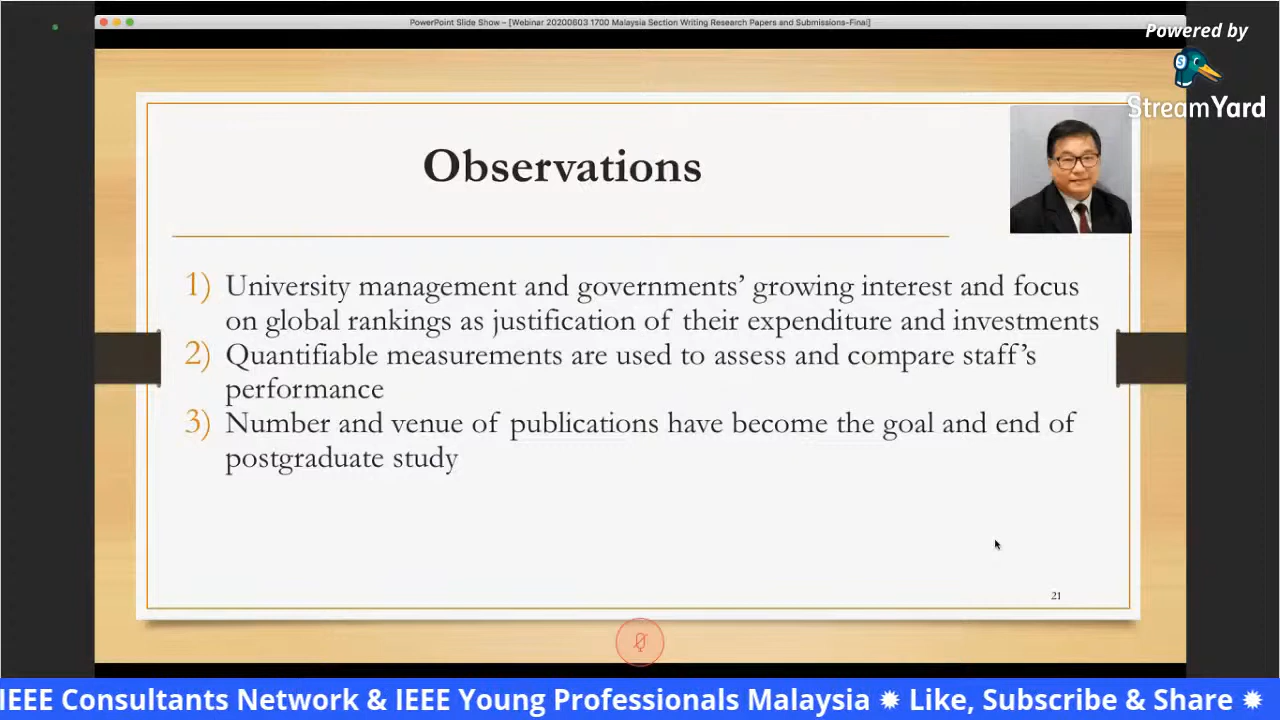 PowerPoint Slide Show – [Webinar 20200603 1700 Malaysia Section Writing Research Papers and Submissions-Final]
Powered by
StreamYard
Observations
1) University management and governments’ growing interest and focus
on global rankings as justification of their expenditure and investments
2) Quantifiable measurements are used to assess and compare staff’s
performance
3) Number and venue of publications have become the goal and end of
postgraduate study
21
IEEE Consultants Network & IEEE Young Professionals Malaysia ✹ Like, Subscribe & Share ✹